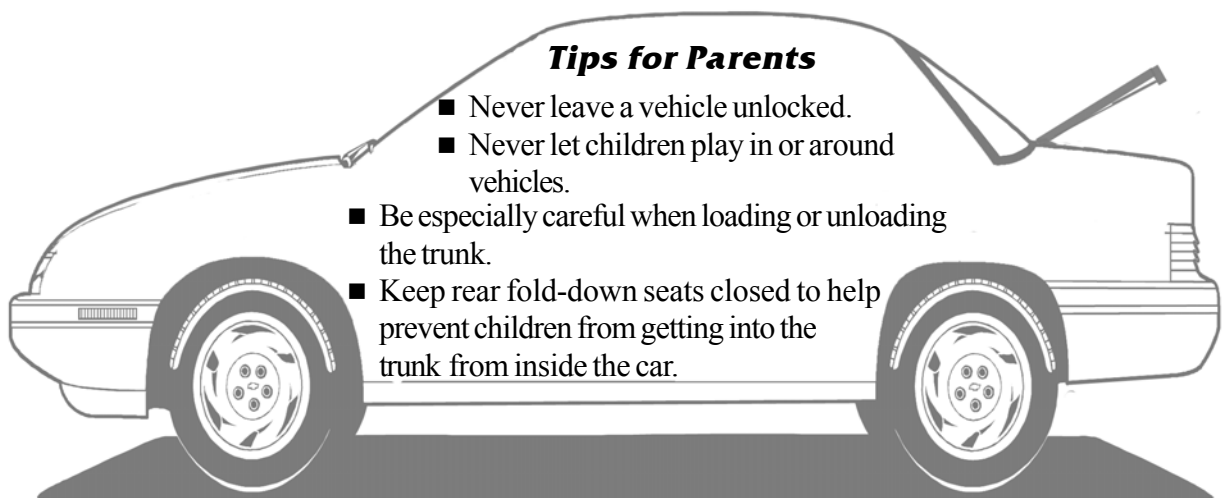 Tips for Parents
■ Never leave a vehicle unlocked.
■ Never let children play in or around
vehicles.
■ Be especially careful when loading or unloading
the trunk.
■ Keep rear fold-down seats closed to help
prevent children from getting into the
trunk from inside the car.